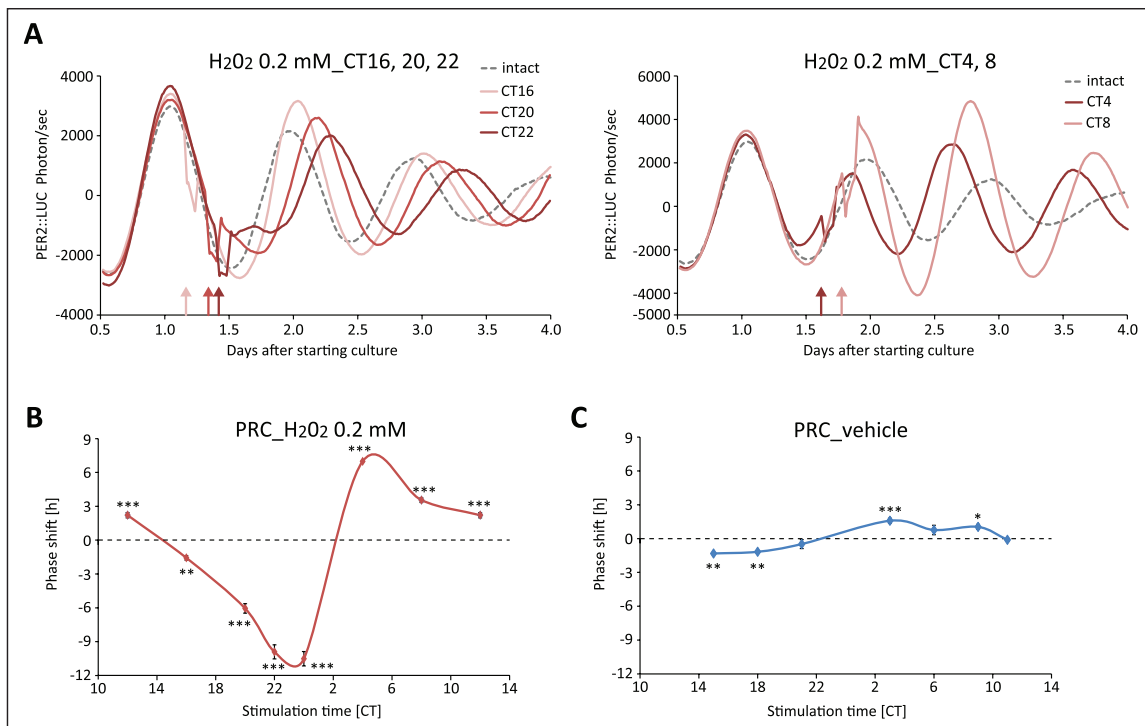 A
H2O2 0.2 mM_CT16, 20, 22
intact
CT16
CT20
CT22
PER2::LUC Photon/sec
4000
2000
0
-2000
-4000
0.5 1.0 1.5 2.0 2.5 3.0 3.5 4.0
Days after starting culture
H2O2 0.2 mM_CT4, 8
intact
CT4
CT8
PER2::LUC Photon/sec
6000
4000
2000
0
-2000
-4000
-5000
0.5 1.0 1.5 2.0 2.5 3.0 3.5 4.0
Days after starting culture
B
PRC_H2O2 0.2 mM
Phase shift [h]
9
6
3
0
-3
-6
-9
-12
***
**
***
***
***
***
***
***
10 14 18 22 2 6 10 14
Stimulation time [CT]
C
PRC_vehicle
Phase shift [h]
9
6
3
0
-3
-6
-9
-12
**
**
***
*
10 14 18 22 2 6 10 14
Stimulation time [CT]